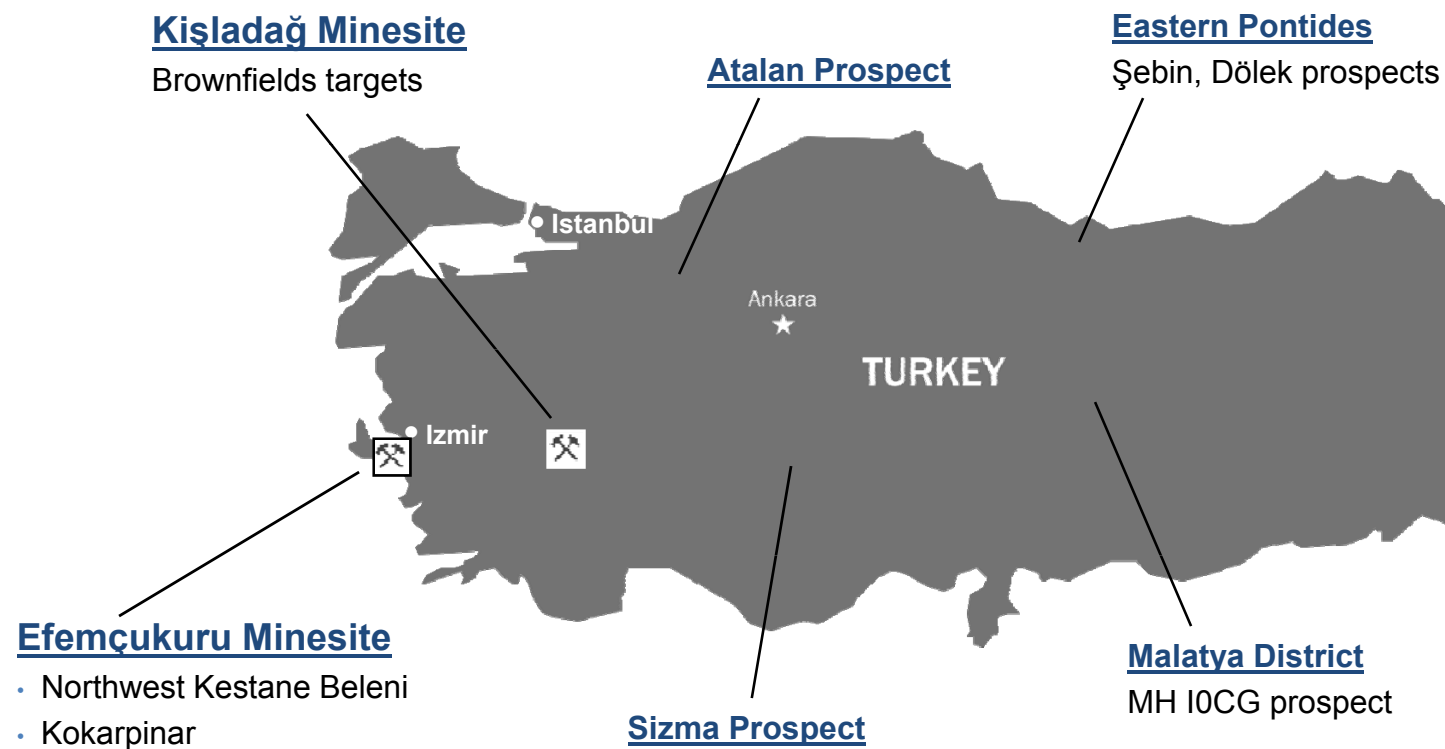 Kişladağ Minesite
Brownfields targets
Atalan Prospect
Eastern Pontides
Şebin, Dölek prospects
Istanbul
Ankara
TURKEY
Izmir
Efemçukuru Minesite
• Northwest Kestane Beleni
• Kokarpinar
Sizma Prospect
Malatya District
MH I0CG prospect